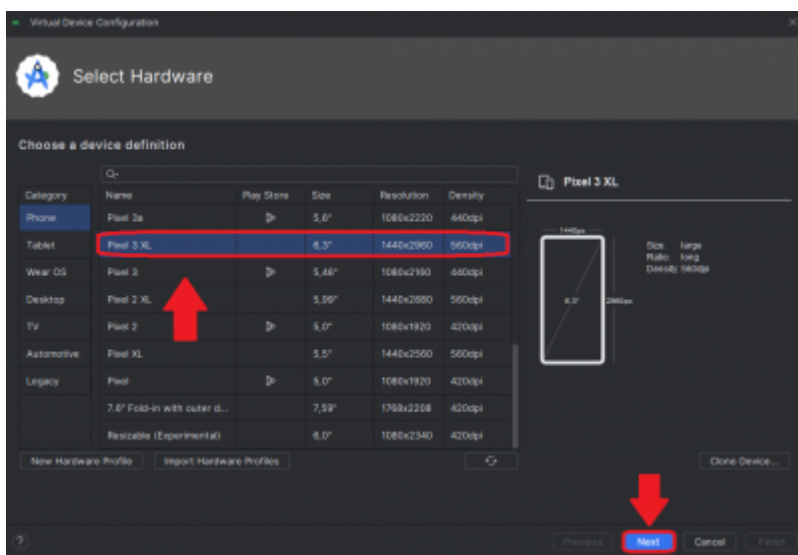 Virtual Device Configuration
Select Hardware
Choose a device definition
Category Name Play Store Size Resolution Density
Phone Pixel 3a 5,6" 1080x2220 440dpi
Tablet Pixel 3 XL 6,3" 1440x2960 560dpi
Wear OS Pixel 3 5,46" 1080x2160 440dpi
Desktop Pixel 2 XL 5,99" 1440x2880 560dpi
TV Pixel 2 5,0" 1080x1920 420dpi
Automotive Pixel XL 5,5" 1440x2560 560dpi
Legacy Pixel 5,0" 1080x1920 420dpi
7.6" Fold-in with outer d... 7,59" 1768x2208 420dpi
Resizable (Experimental) 6,0" 1080x2340 420dpi
New Hardware Profile Import Hardware Profiles
Pixel 3 XL
1440px
6,3" 2960px
Size: large
Ratio: long
Density: 560dpi
Clone Device...
? Previous Next Cancel Finish